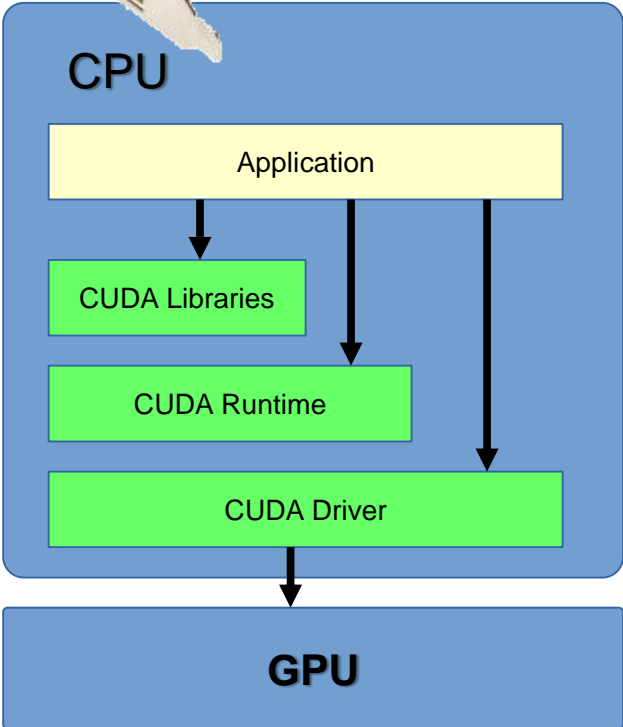 CPU
Application
CUDA Libraries
CUDA Runtime
CUDA Driver
GPU